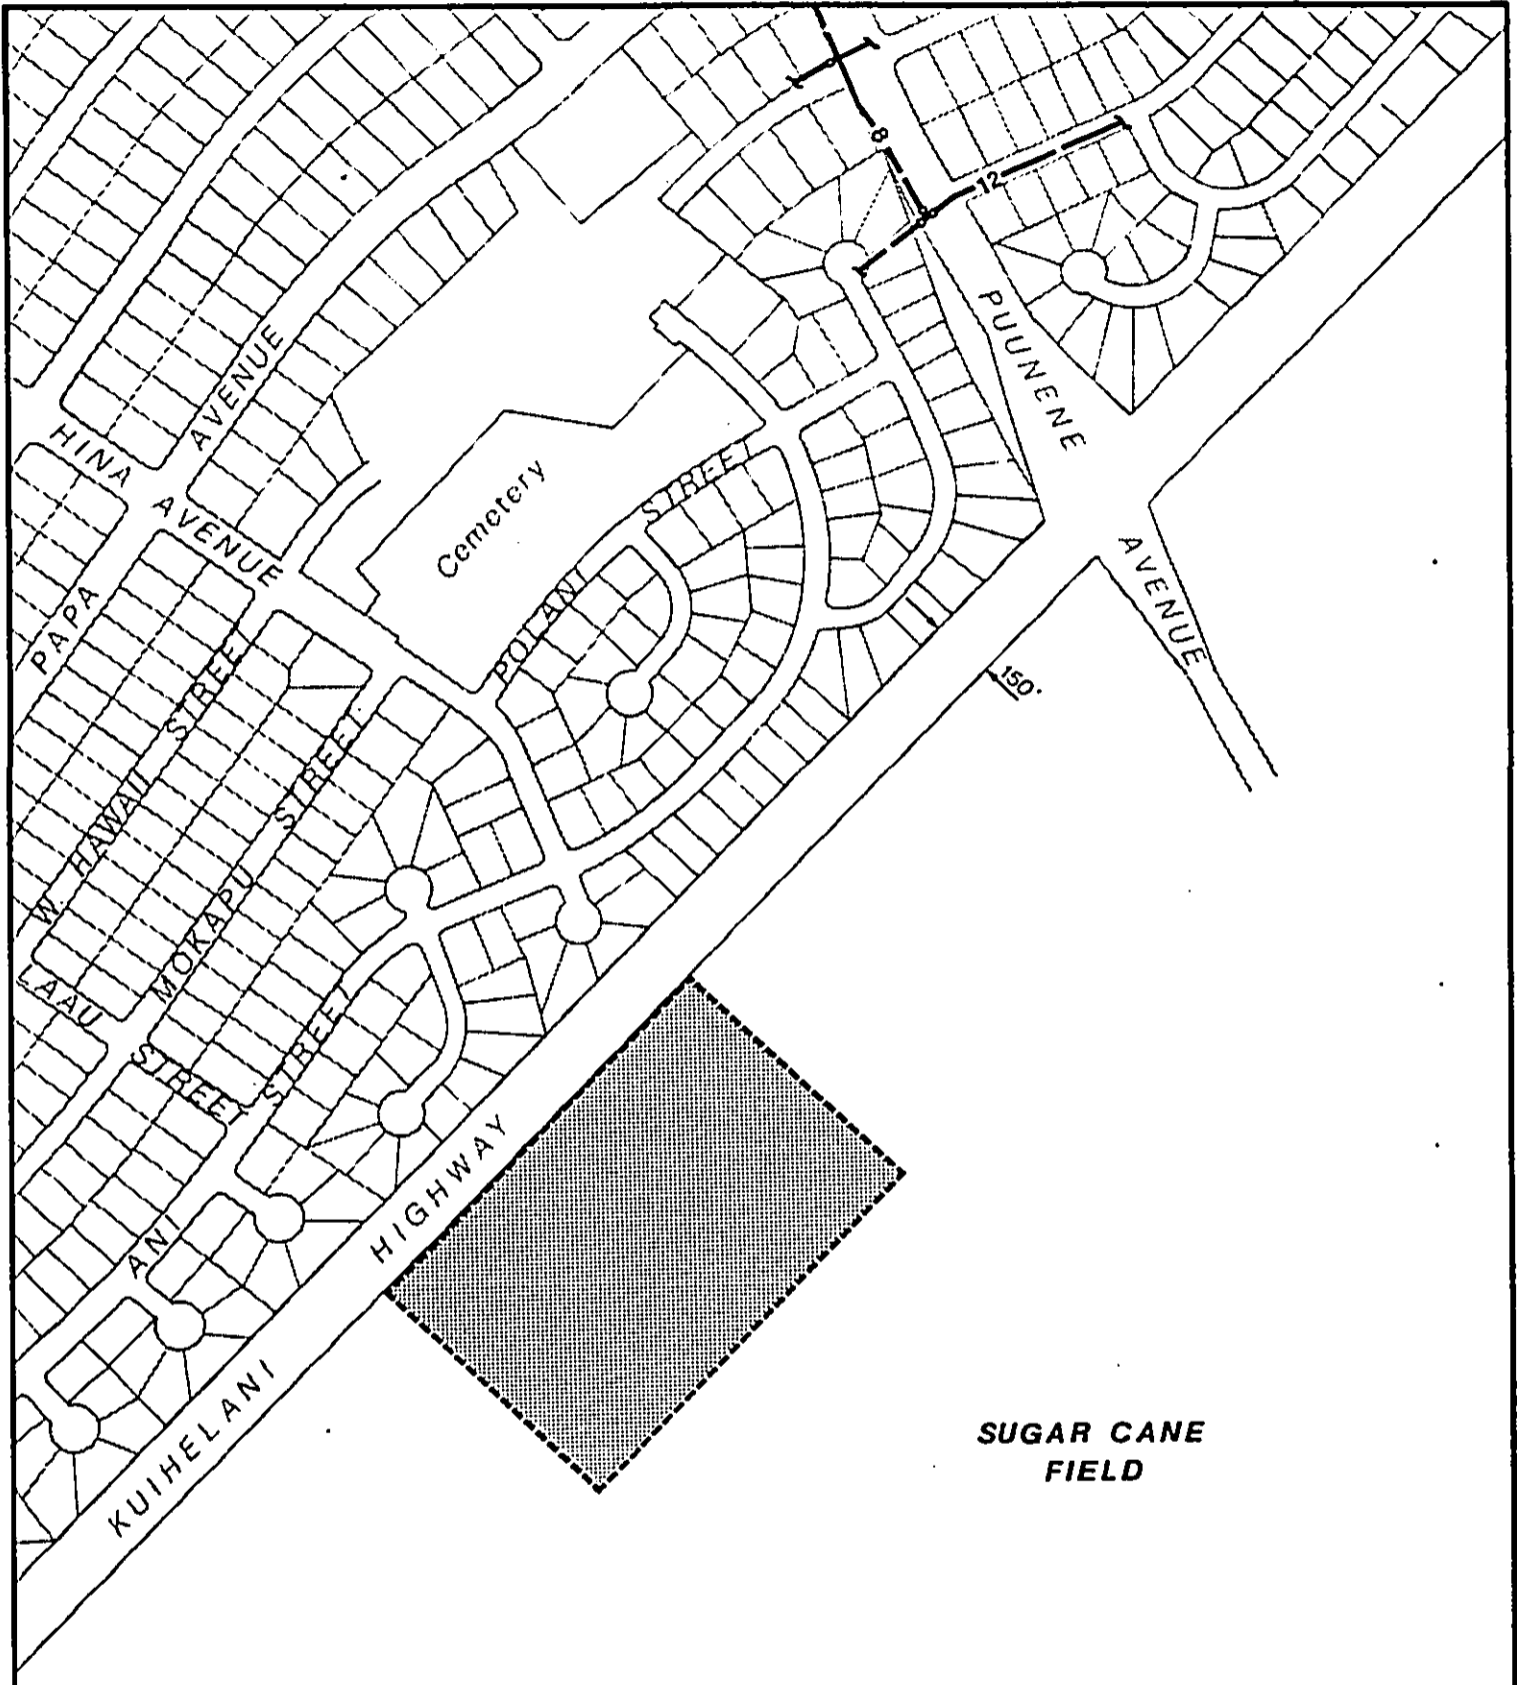 8
12
PUUNENE
AVENUE
HINA
AVENUE
PAPA
AVENUE
Cemetery
POLANI
STREET
150'
W. HAWAII
STREET
MOKAPU
STREET
LAAU
STREET
ANI
STREET
KUIHELANI
HIGHWAY
SUGAR CANE
FIELD